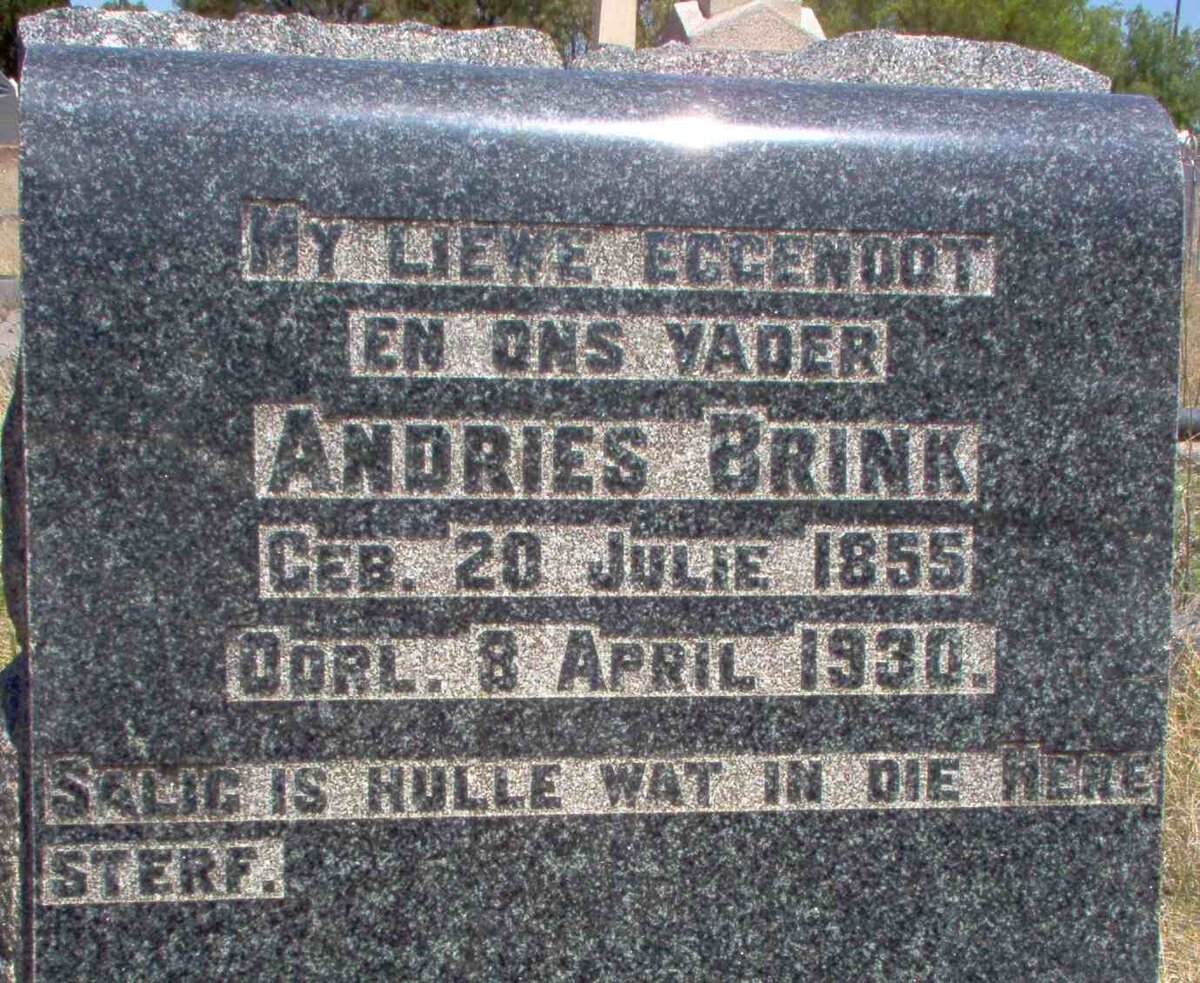 My LIEWE EGGENOOT
EN ONS VADER
ANDRIES BRINK
GEB. 20 JULIE 1855.
OORL. 8 APRIL 1930.
SALIG IS HULLE WAT IN DIE HERE
STERF.